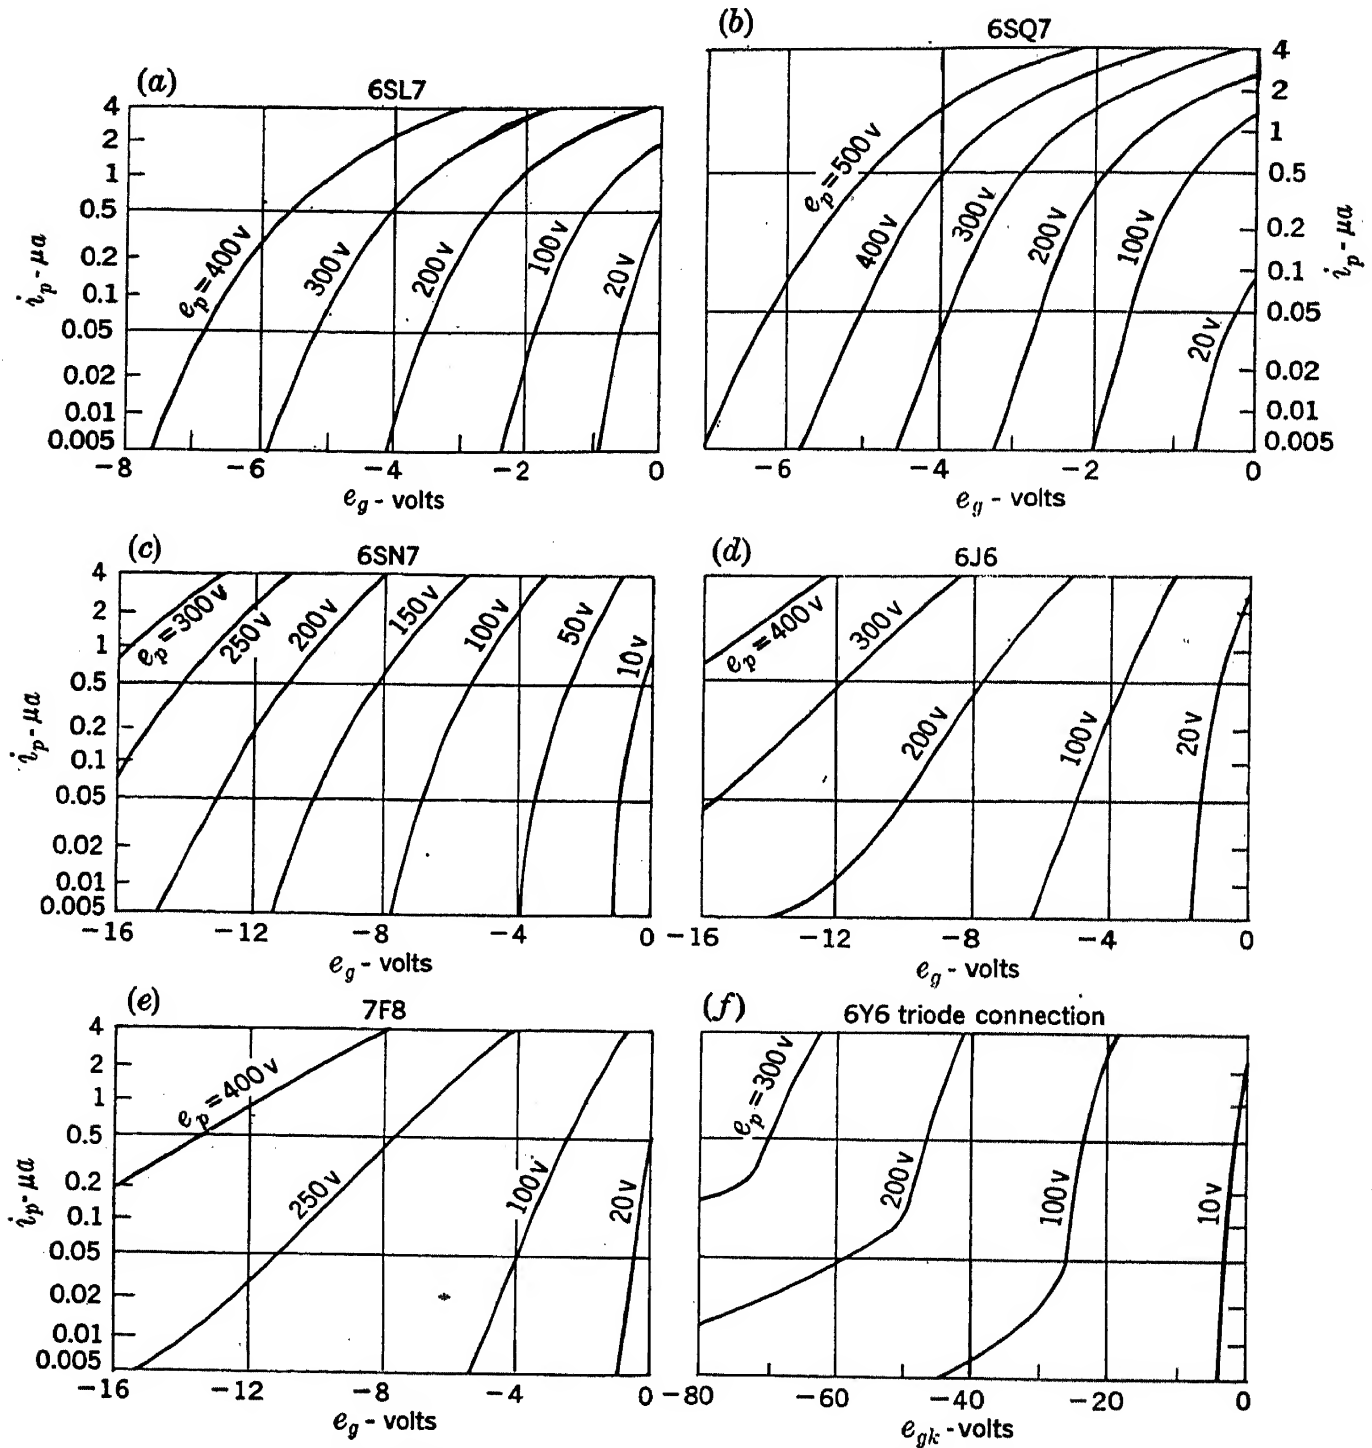 (a)
6SL7
4
2
1
0.5
0.2
0.1
0.05
0.02
0.01
0.005
i_p - μa
e_p = 400 v
300 v
200 v
100 v
20 v
−8 −6 −4 −2 0
e_g - volts
(b)
6SQ7
4
2
1
0.5
0.2
0.1
0.05
0.02
0.01
0.005
i_p - μa
e_p = 500 v
400 v
300 v
200 v
100 v
20 v
−6 −4 −2 0
e_g - volts
(c)
6SN7
4
2
1
0.5
0.2
0.1
0.05
0.02
0.01
0.005
i_p - μa
e_p = 300 v
250 v
200 v
150 v
100 v
50 v
10 v
−16 −12 −8 −4 0
e_g - volts
(d)
6J6
e_p = 400 v
300 v
200 v
100 v
20 v
−16 −12 −8 −4 0
e_g - volts
(e)
7F8
4
2
1
0.5
0.2
0.1
0.05
0.02
0.01
0.005
i_p - μa
e_p = 400 v
250 v
100 v
20 v
−16 −12 −8 −4 0
e_g - volts
(f)
6Y6 triode connection
e_p = 300 v
200 v
100 v
10 v
−80 −60 −40 −20 0
e_gk - volts